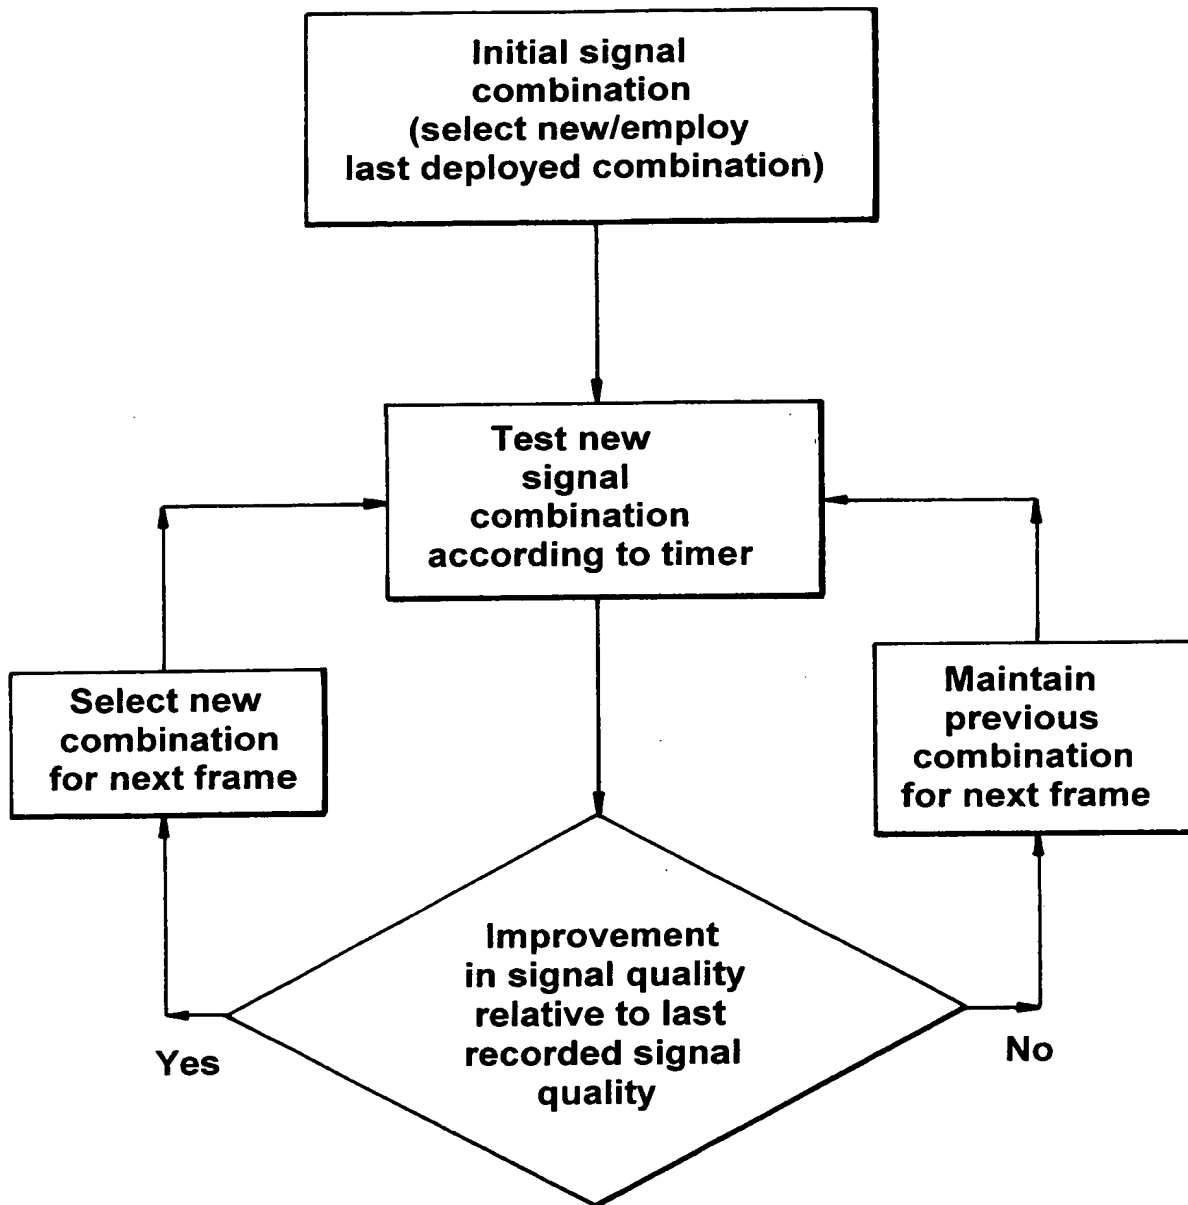 Initial signal
combination
(select new/employ
last deployed combination)
Test new
signal
combination
according to timer
Select new
combination
for next frame
Maintain
previous
combination
for next frame
Improvement
in signal quality
relative to last
recorded signal
quality
Yes
No